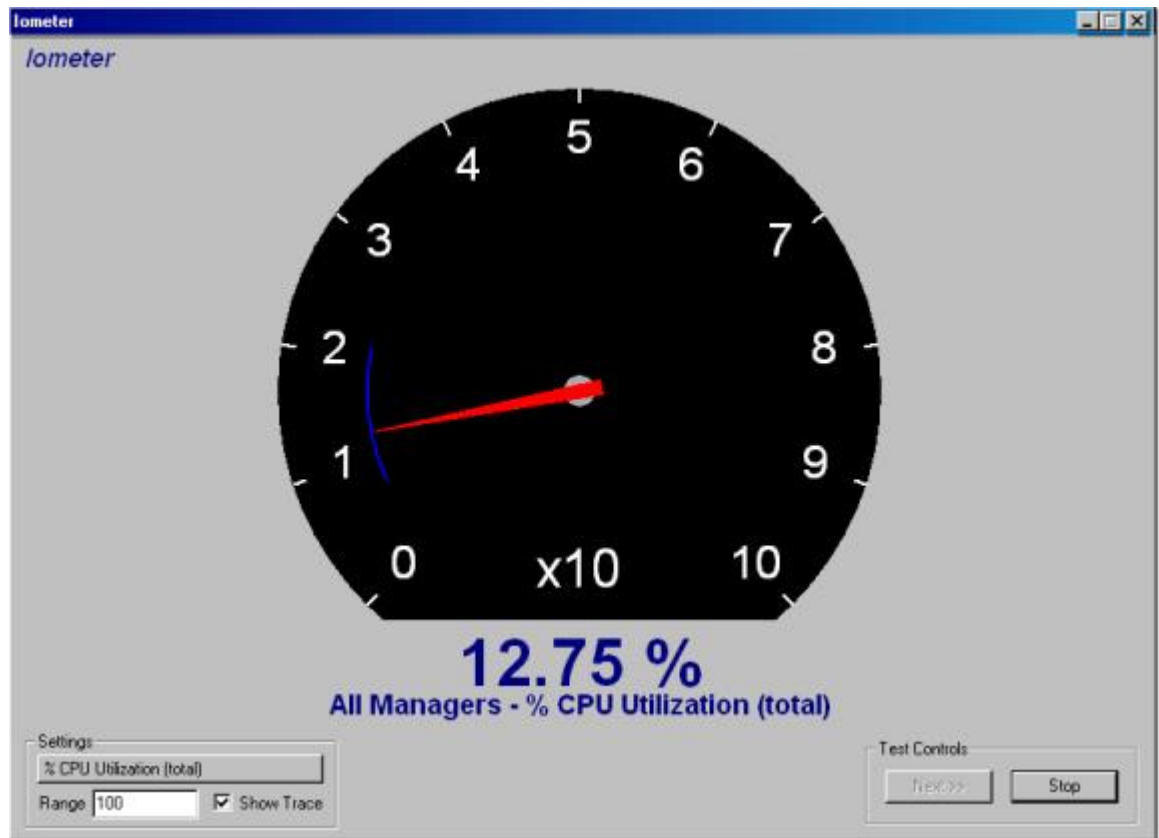 Iometer
Iometer
5
4
6
3
7
2
8
1
9
0
x10
10
12.75 %
All Managers - % CPU Utilization (total)
Settings
% CPU Utilization (total)
Range 100 Show Trace
Test Controls
Next >> Stop